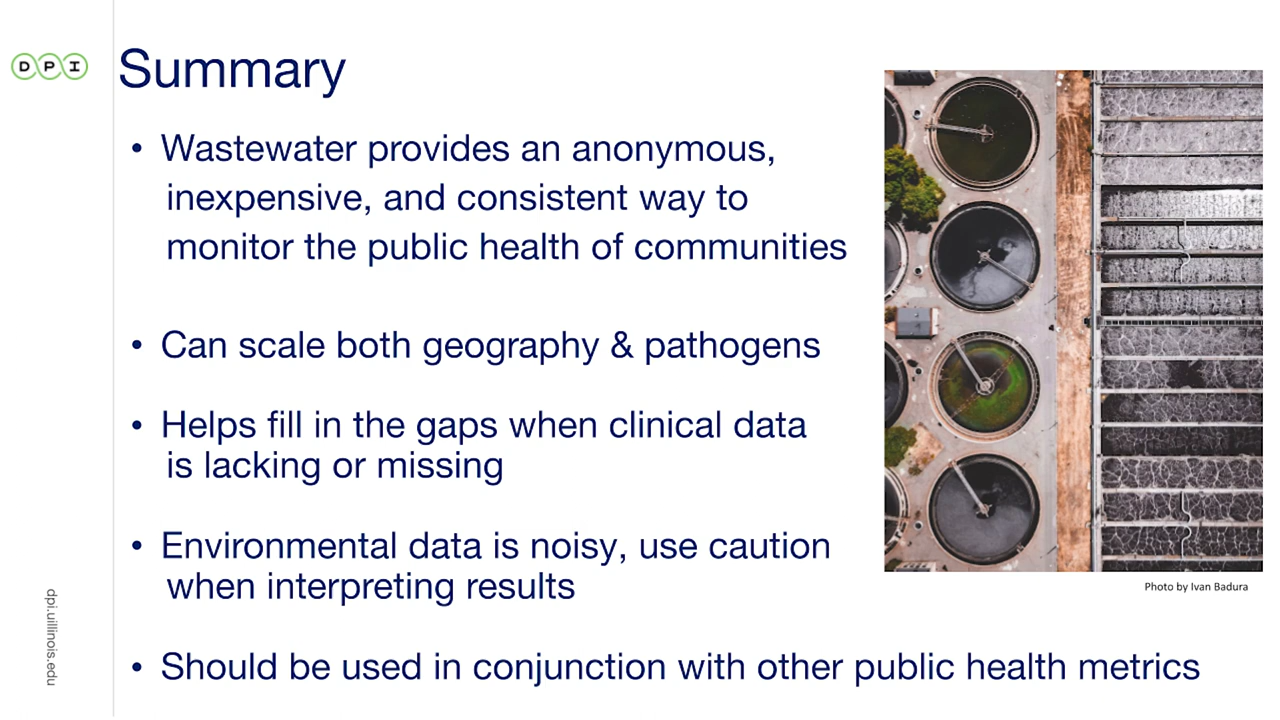 DPI
Summary
• Wastewater provides an anonymous,
inexpensive, and consistent way to
monitor the public health of communities
• Can scale both geography & pathogens
• Helps fill in the gaps when clinical data
is lacking or missing
• Environmental data is noisy, use caution
when interpreting results
• Should be used in conjunction with other public health metrics
Photo by Ivan Badura
dpi.uillinois.edu